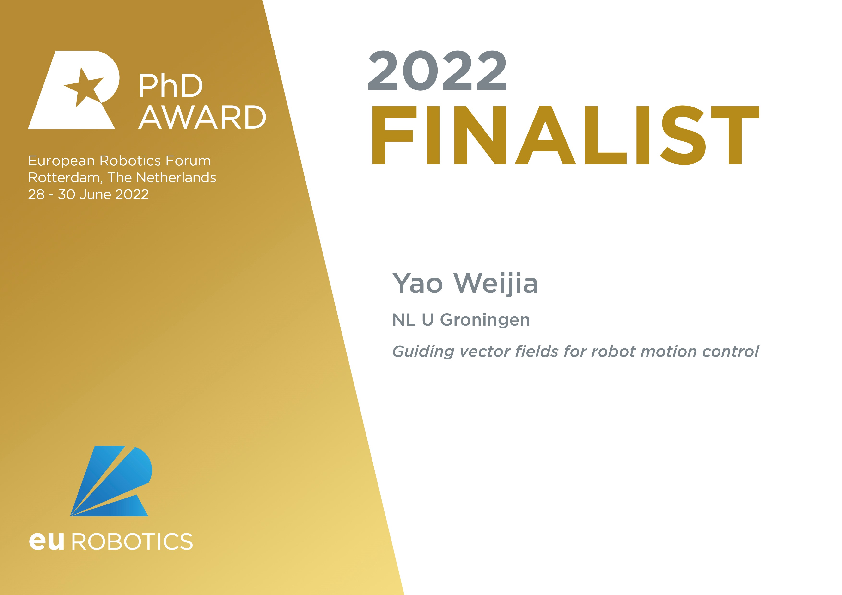 PhD
AWARD
European Robotics Forum
Rotterdam, The Netherlands
28 - 30 June 2022
2022
FINALIST
Yao Weijia
NL U Groningen
Guiding vector fields for robot motion control
eu ROBOTICS